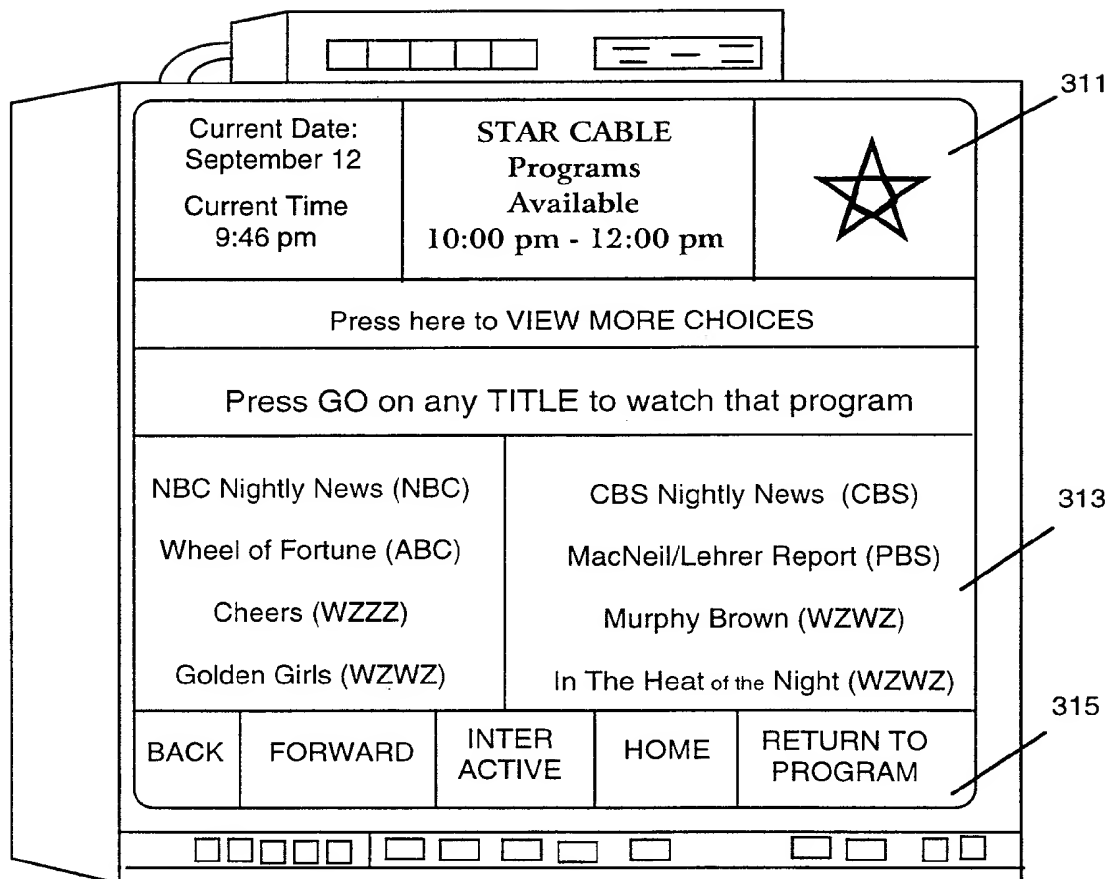 Current Date:
September 12
Current Time
9:46 pm
STAR CABLE
Programs
Available
10:00 pm - 12:00 pm
311
Press here to VIEW MORE CHOICES
Press GO on any TITLE to watch that program
NBC Nightly News (NBC)
Wheel of Fortune (ABC)
Cheers (WZZZ)
Golden Girls (WZWZ)
CBS Nightly News (CBS)
MacNeil/Lehrer Report (PBS)
Murphy Brown (WZWZ)
In The Heat of the Night (WZWZ)
313
BACK
FORWARD
INTER
ACTIVE
HOME
RETURN TO
PROGRAM
315